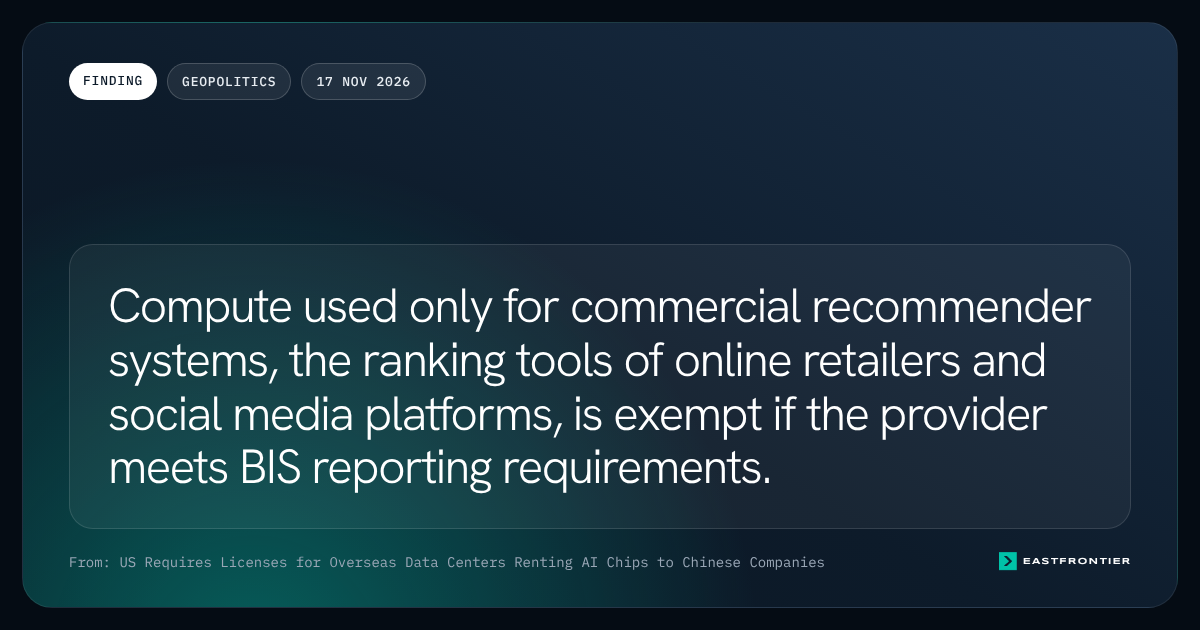 FINDING
GEOPOLITICS
17 NOV 2026
Compute used only for commercial recommender
systems, the ranking tools of online retailers and
social media platforms, is exempt if the provider
meets BIS reporting requirements.
From: US Requires Licenses for Overseas Data Centers Renting AI Chips to Chinese Companies
EASTFRONTIER